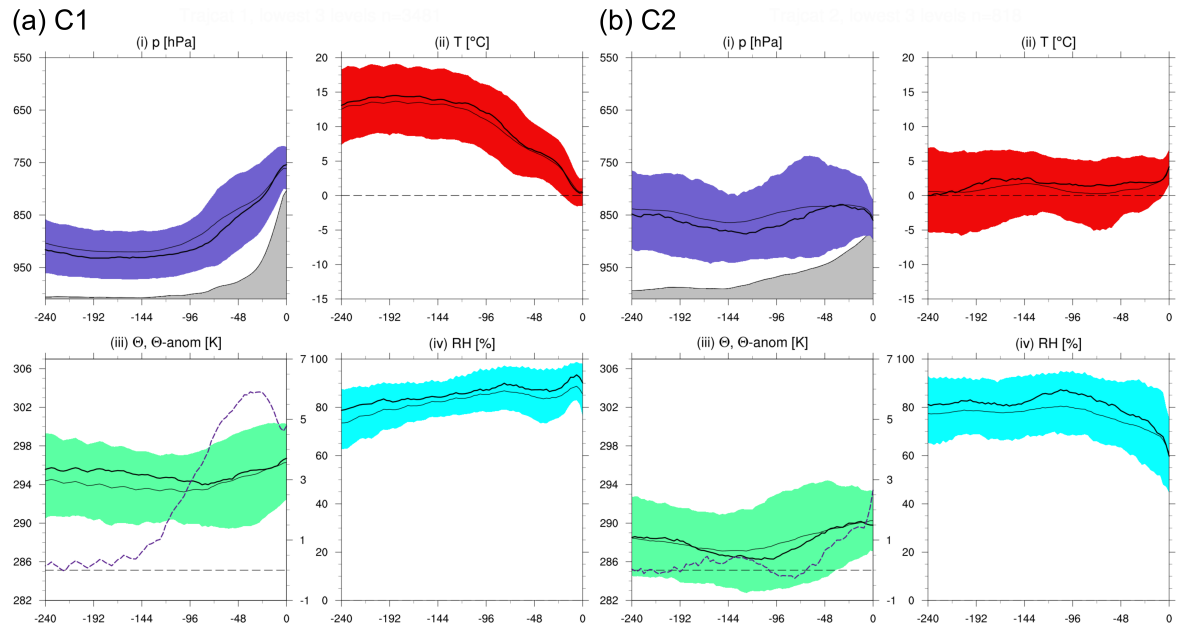 (a) C1
(b) C2
(i) p [hPa]
(ii) T [°C]
(i) p [hPa]
(ii) T [°C]
550 20 550 20
650 15 650 15
10 10
750 5 750 5
0 0
850 -5 850 -5
950 -10 950 -10
-15 -15
-240 -192 -144 -96 -48 0 -240 -192 -144 -96 -48 0 -240 -192 -144 -96 -48 0 -240 -192 -144 -96 -48 0
(iii) Θ, Θ-anom [K]
(iv) RH [%]
(iii) Θ, Θ-anom [K]
(iv) RH [%]
306 7 100 306 7 100
302 5 80 302 5 80
298 60 298 60
294 3 40 294 3 40
290 1 20 290 1 20
286 286
282 -1 0 282 -1 0
-240 -192 -144 -96 -48 0 -240 -192 -144 -96 -48 0 -240 -192 -144 -96 -48 0 -240 -192 -144 -96 -48 0